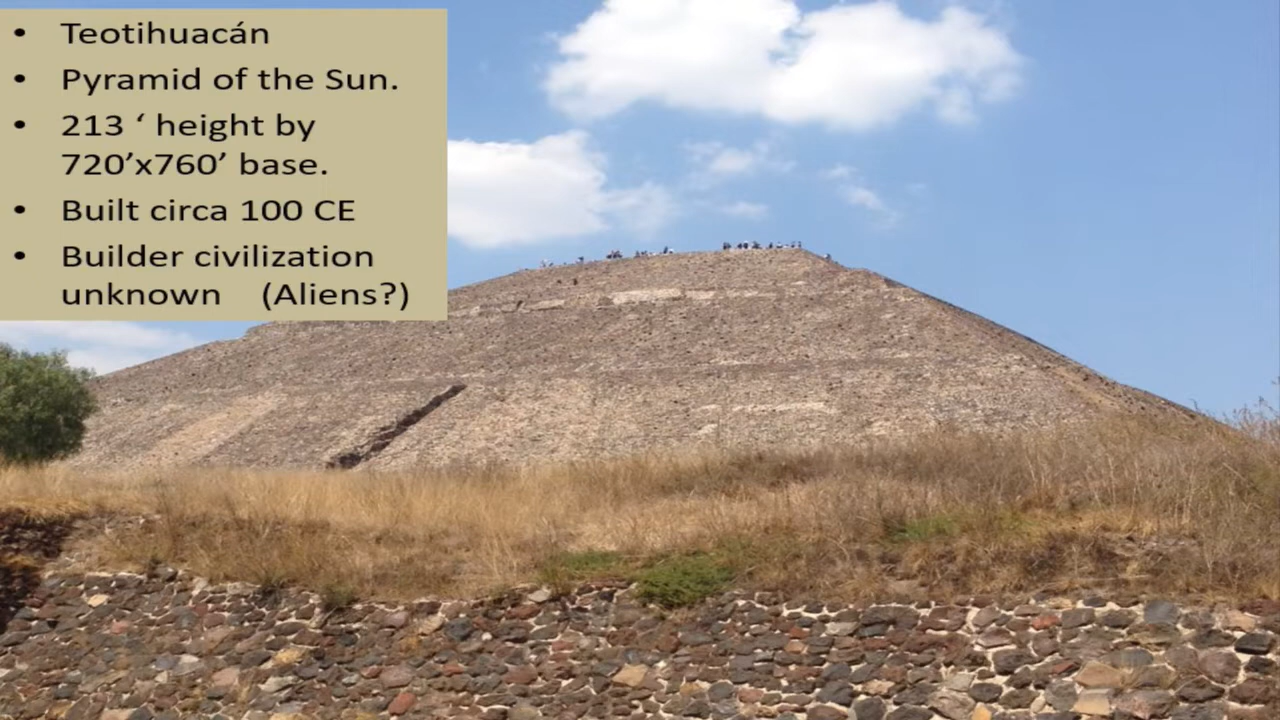 • Teotihuacán
• Pyramid of the Sun.
• 213 ‘ height by
720’x760’ base.
• Built circa 100 CE
• Builder civilization
unknown (Aliens?)